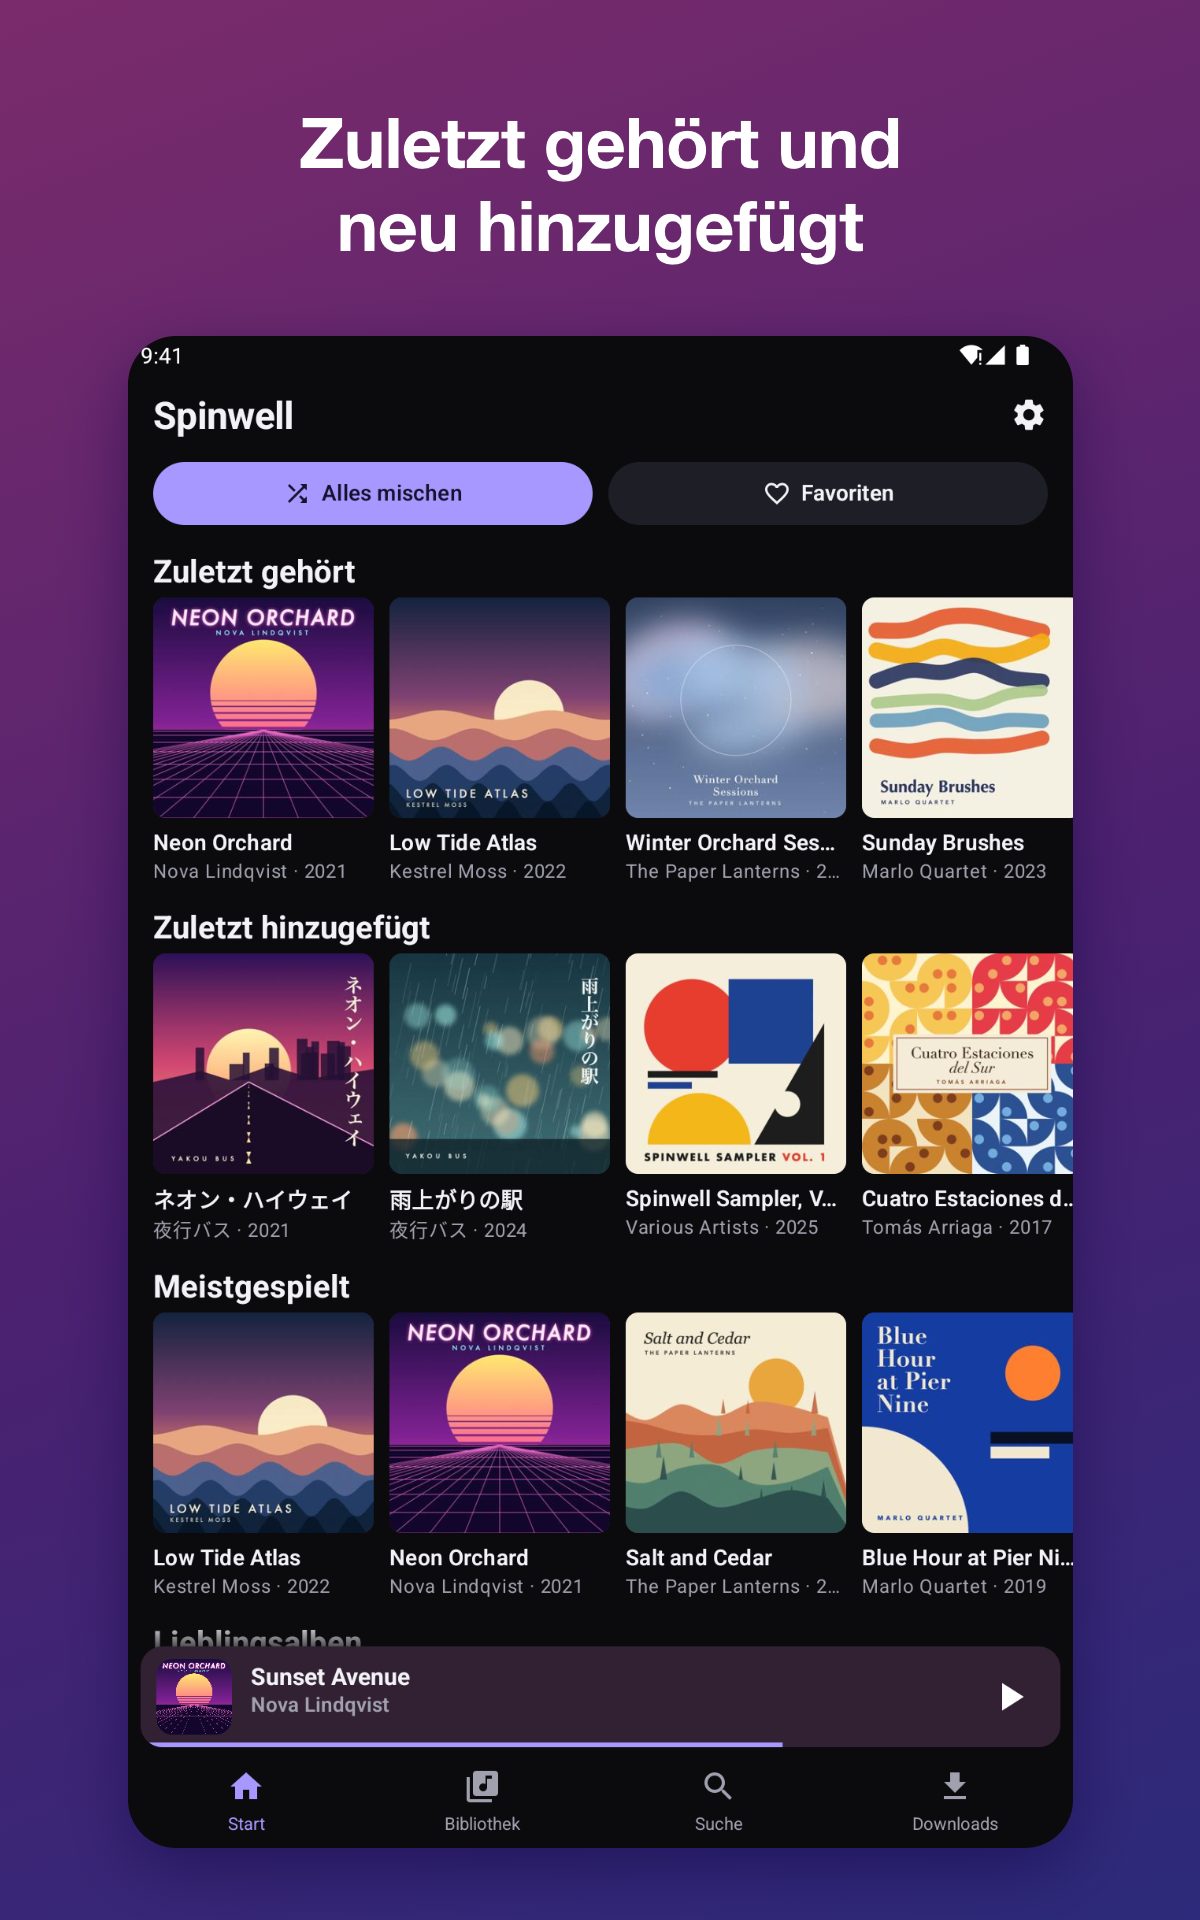 Zuletzt gehört und
neu hinzugefügt
9:41
Spinwell
Alles mischen
Favoriten
Zuletzt gehört
NEON ORCHARD
NOVA LINDQVIST
LOW TIDE ATLAS
KESTREL MOSS
Winter Orchard
Sessions
THE PAPER LANTERNS
Sunday Brushes
MARLO QUARTET
Neon Orchard
Nova Lindqvist · 2021
Low Tide Atlas
Kestrel Moss · 2022
Winter Orchard Ses...
The Paper Lanterns · 2...
Sunday Brushes
Marlo Quartet · 2023
Zuletzt hinzugefügt
ネオン・ハイウェイ
YAKOU BUS
雨上がりの駅
YAKOU BUS
SPINWELL SAMPLER VOL. 1
Cuatro Estaciones
del Sur
TOMÁS ARRIAGA
ネオン・ハイウェイ
夜行バス · 2021
雨上がりの駅
夜行バス · 2024
Spinwell Sampler, V...
Various Artists · 2025
Cuatro Estaciones d...
Tomás Arriaga · 2017
Meistgespielt
LOW TIDE ATLAS
KESTREL MOSS
NEON ORCHARD
NOVA LINDQVIST
Salt and Cedar
THE PAPER LANTERNS
Blue
Hour
at Pier
Nine
MARLO QUARTET
Low Tide Atlas
Kestrel Moss · 2022
Neon Orchard
Nova Lindqvist · 2021
Salt and Cedar
The Paper Lanterns · 2...
Blue Hour at Pier Ni...
Marlo Quartet · 2019
Lieblingsalben
NEON ORCHARD
Sunset Avenue
Nova Lindqvist
Start
Bibliothek
Suche
Downloads